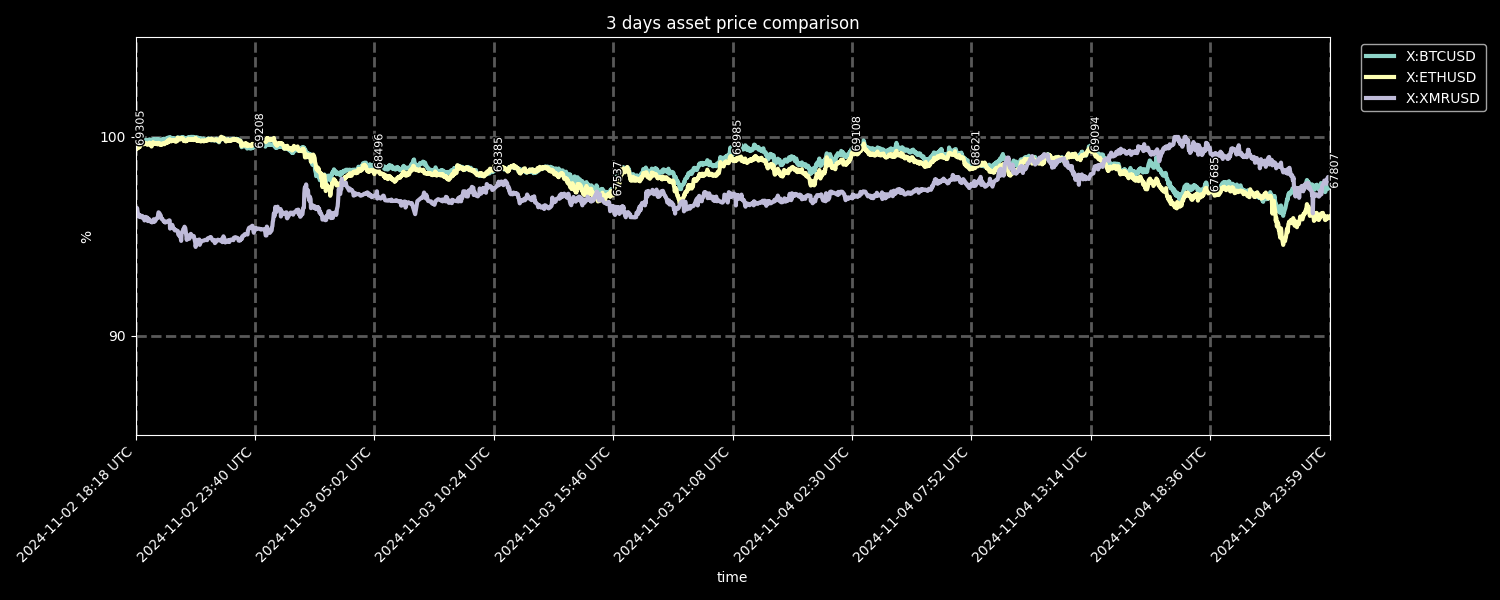 3 days asset price comparison
X:BTCUSD
X:ETHUSD
X:XMRUSD
100
90
%
69305
69208
68496
68385
67537
68985
69108
68621
69094
67685
67807
2024-11-02 18:18 UTC
2024-11-02 23:40 UTC
2024-11-03 05:02 UTC
2024-11-03 10:24 UTC
2024-11-03 15:46 UTC
2024-11-03 21:08 UTC
2024-11-04 02:30 UTC
2024-11-04 07:52 UTC
2024-11-04 13:14 UTC
2024-11-04 18:36 UTC
2024-11-04 23:59 UTC
time